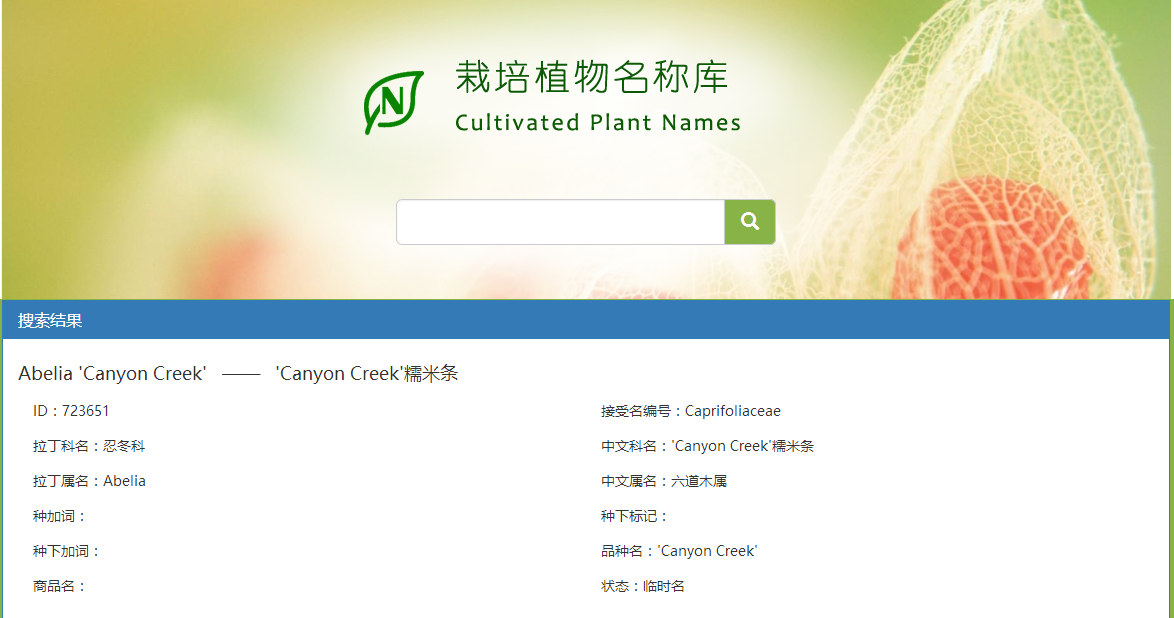 N
栽培植物名称库
Cultivated Plant Names
搜索结果
Abelia 'Canyon Creek' —— 'Canyon Creek'糯米条
ID：723651 接受名编号：Caprifoliaceae
拉丁科名：忍冬科 中文科名：'Canyon Creek'糯米条
拉丁属名：Abelia 中文属名：六道木属
种加词： 种下标记：
种下加词： 品种名：'Canyon Creek'
商品名： 状态：临时名